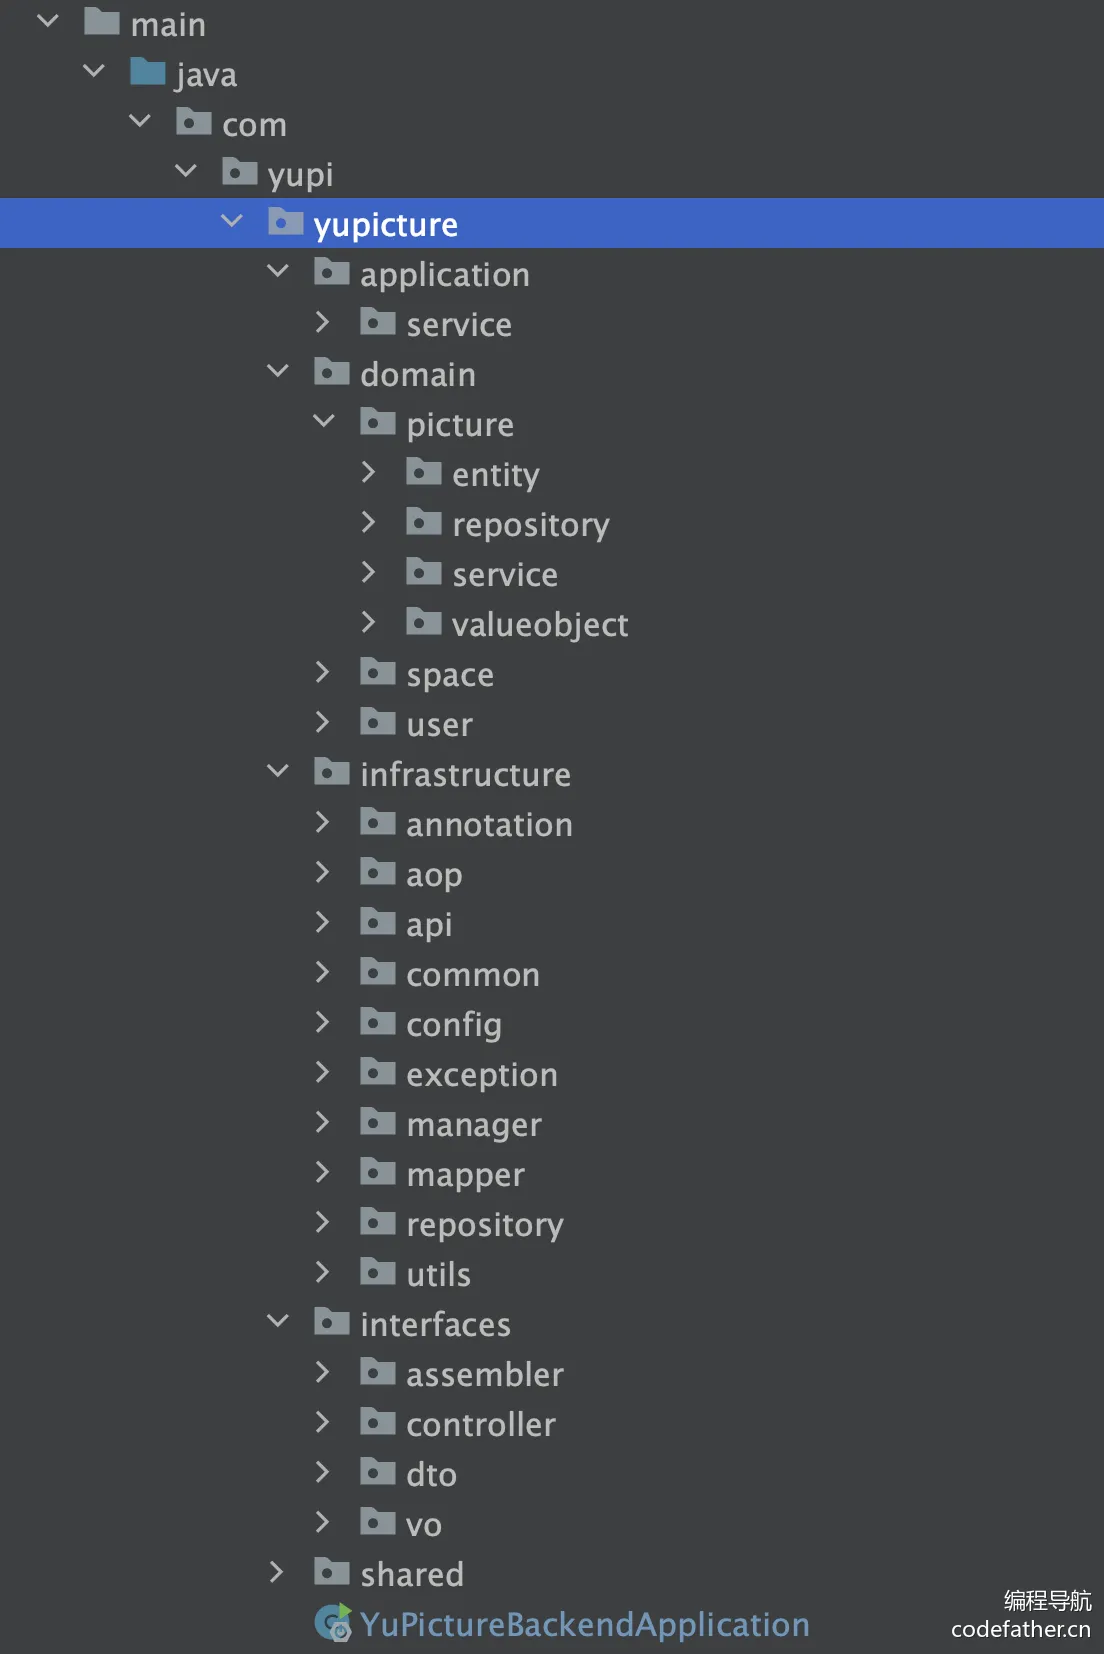 main
java
com
yupi
yupicture
application
service
domain
picture
entity
repository
service
valueobject
space
user
infrastructure
annotation
aop
api
common
config
exception
manager
mapper
repository
utils
interfaces
assembler
controller
dto
vo
shared
YuPictureBackendApplication
编程导航
codefather.cn